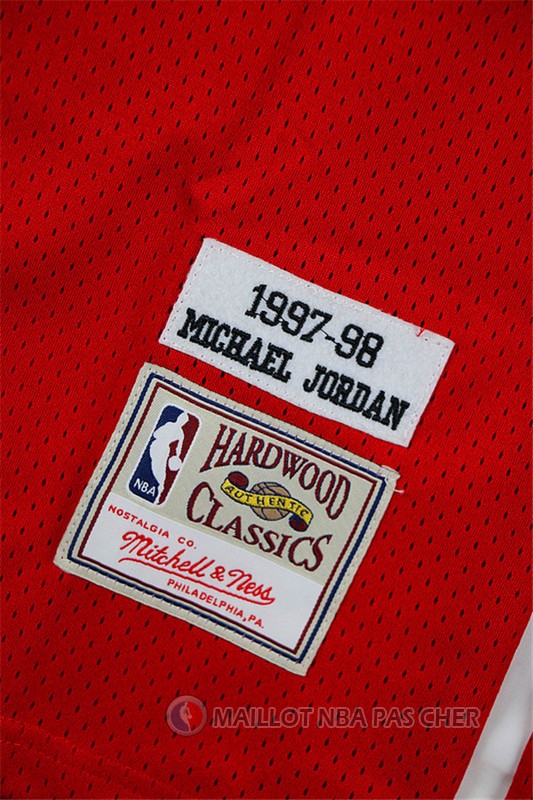 1997-98
MICHAEL JORDAN
NBA
HARDWOOD
AUTHENTIC
CLASSICS
NOSTALGIA CO.
Mitchell & Ness
PHILADELPHIA, PA.
MAILLOT NBA PAS CHER